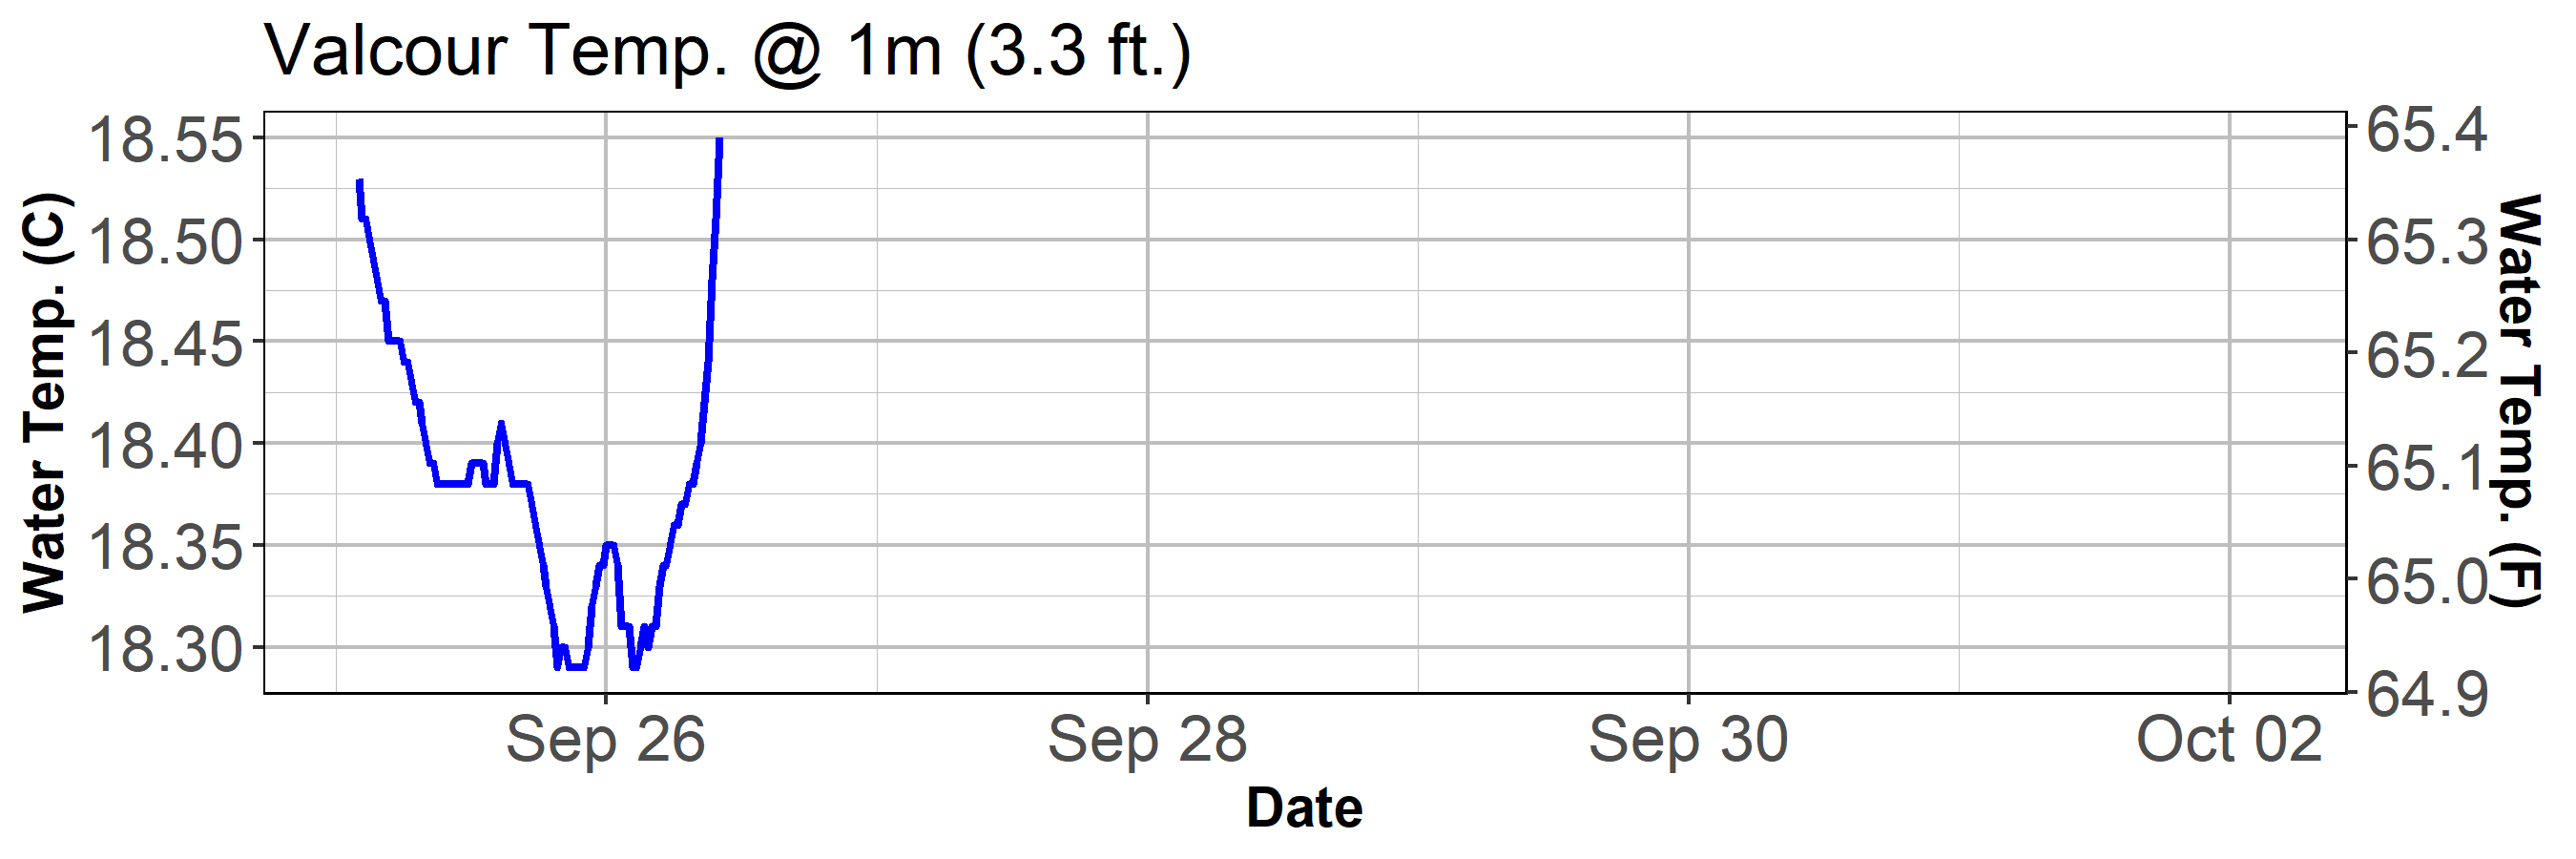 Valcour Temp. @ 1m (3.3 ft.)
Water Temp. (C)
18.55
18.50
18.45
18.40
18.35
18.30
65.4
65.3
65.2
65.1
65.0
64.9
Water Temp. (F)
Sep 26
Sep 28
Sep 30
Oct 02
Date